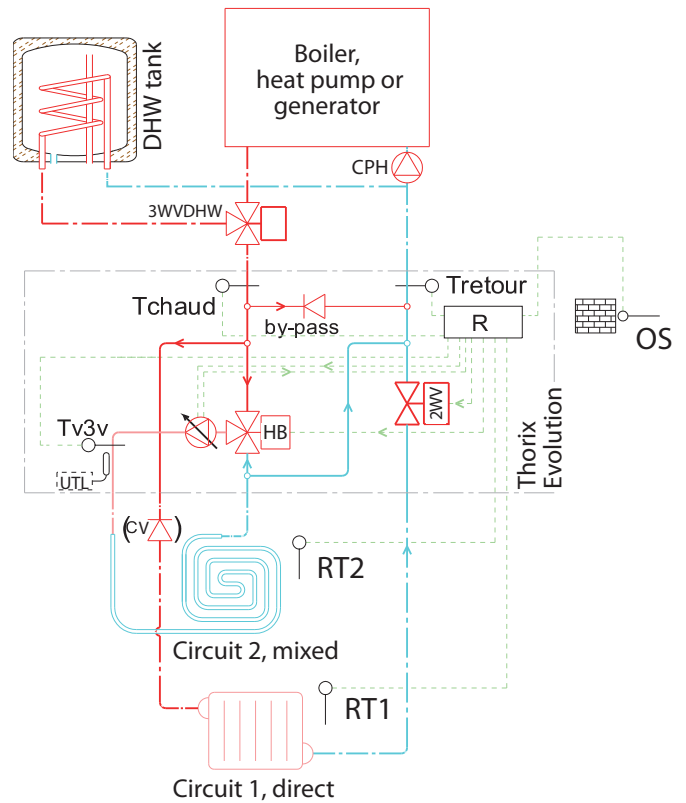 Boiler,
heat pump or
generator
DHW tank
CPH
3WVDHW
Tchaud
Tretour
by-pass
R
OS
2WV
HB
Tv3v
UTL
Thorix
Evolution
(CV)
RT2
Circuit 2, mixed
RT1
Circuit 1, direct